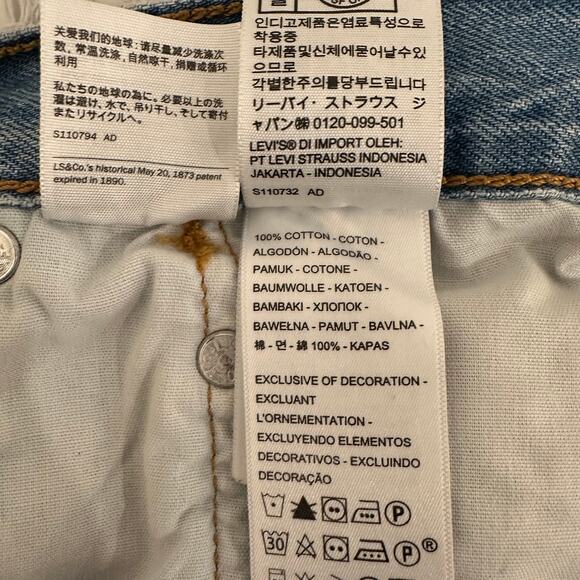 关爱我们的地球: 请尽量减少洗涤次
数, 常温洗涤, 自然晾干, 捐赠或循环
利用
私たちの地球の為に。必要以上の洗
濯は避け、水で、吊り干し、そして寄付
またリサイクルへ。
S110794 AD
LS&Co.'s historical May 20, 1873 patent
expired in 1890.
SF GF
인디고제품은염료특성으로
착용중
타제품및신체에묻어날수있
으므로
각별한주의를당부드립니다
リーバイ・ストラウス ジ
ャパン㈱ 0120-099-501
LEVI'S® DI IMPORT OLEH:
PT LEVI STRAUSS INDONESIA
JAKARTA - INDONESIA
S110732 AD
100% COTTON - COTON -
ALGODÓN - ALGODÃO -
PAMUK - COTONE -
BAUMWOLLE - KATOEN -
BAMBAKI - ХЛОПОК -
BAWEŁNA - PAMUT - BAVLNA -
棉 - 면 - 綿 100% - KAPAS
EXCLUSIVE OF DECORATION -
EXCLUANT
L'ORNEMENTATION -
EXCLUYENDO ELEMENTOS
DECORATIVOS - EXCLUINDO
DECORAÇÃO
P
30 P®